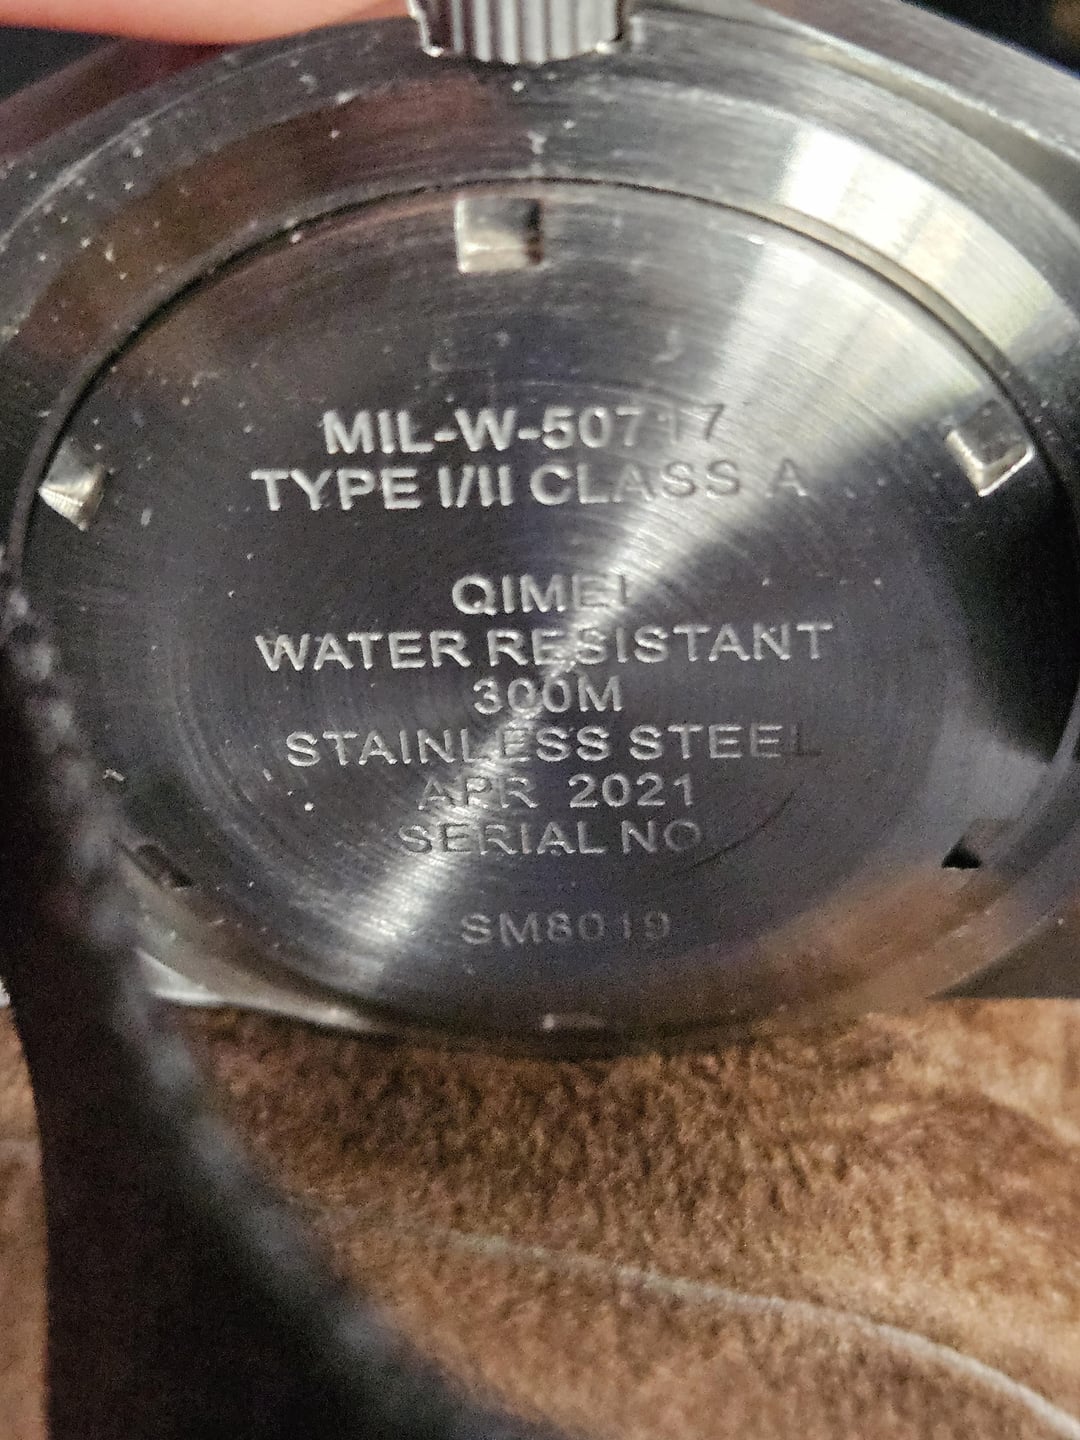 MIL-W-50717
TYPE I/II CLASS A
QIMEI
WATER RESISTANT
300M
STAINLESS STEEL
APR 2021
SERIAL NO
SM8019